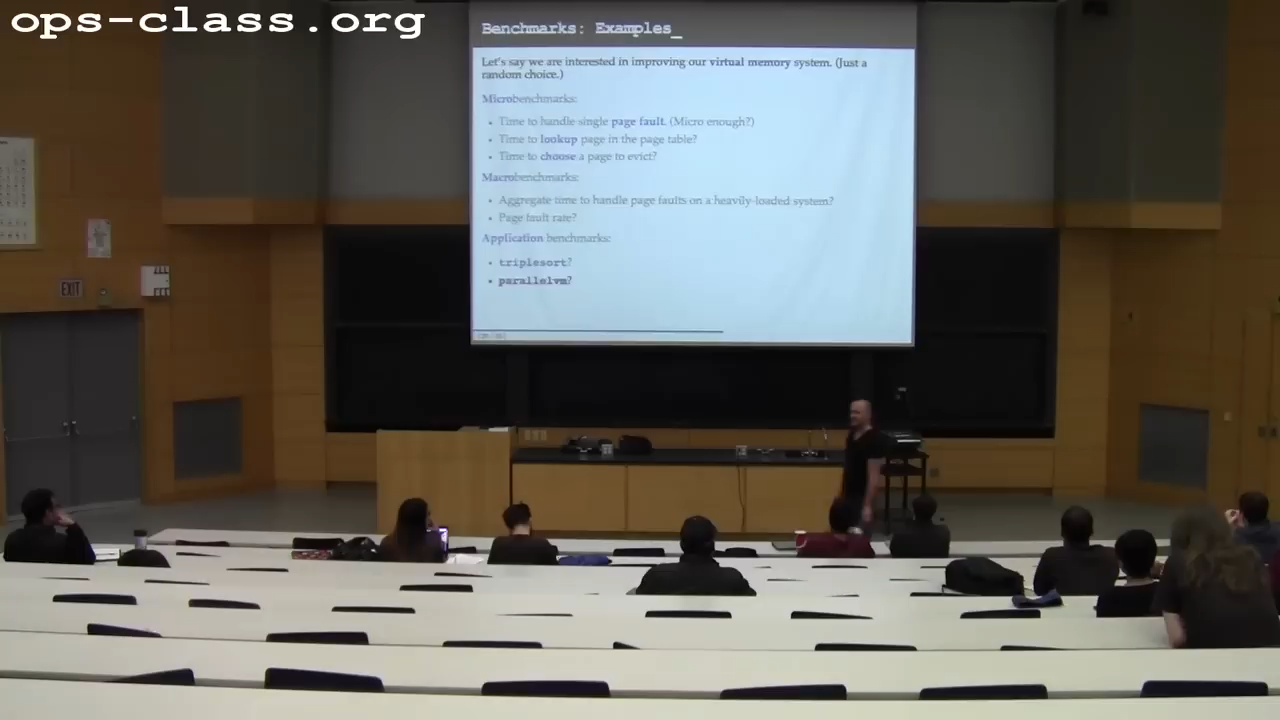 ops-class.org
Benchmarks: Examples_
Let's say we are interested in improving our virtual memory system. (Just a
random choice.)
Microbenchmarks:
• Time to handle single page fault. (Micro enough?)
• Time to lookup page in the page table?
• Time to choose a page to evict?
Macrobenchmarks:
• Aggregate time to handle page faults on a heavily-loaded system?
• Page fault rate?
Application benchmarks:
• triplesort?
• parallelvm?
EXIT